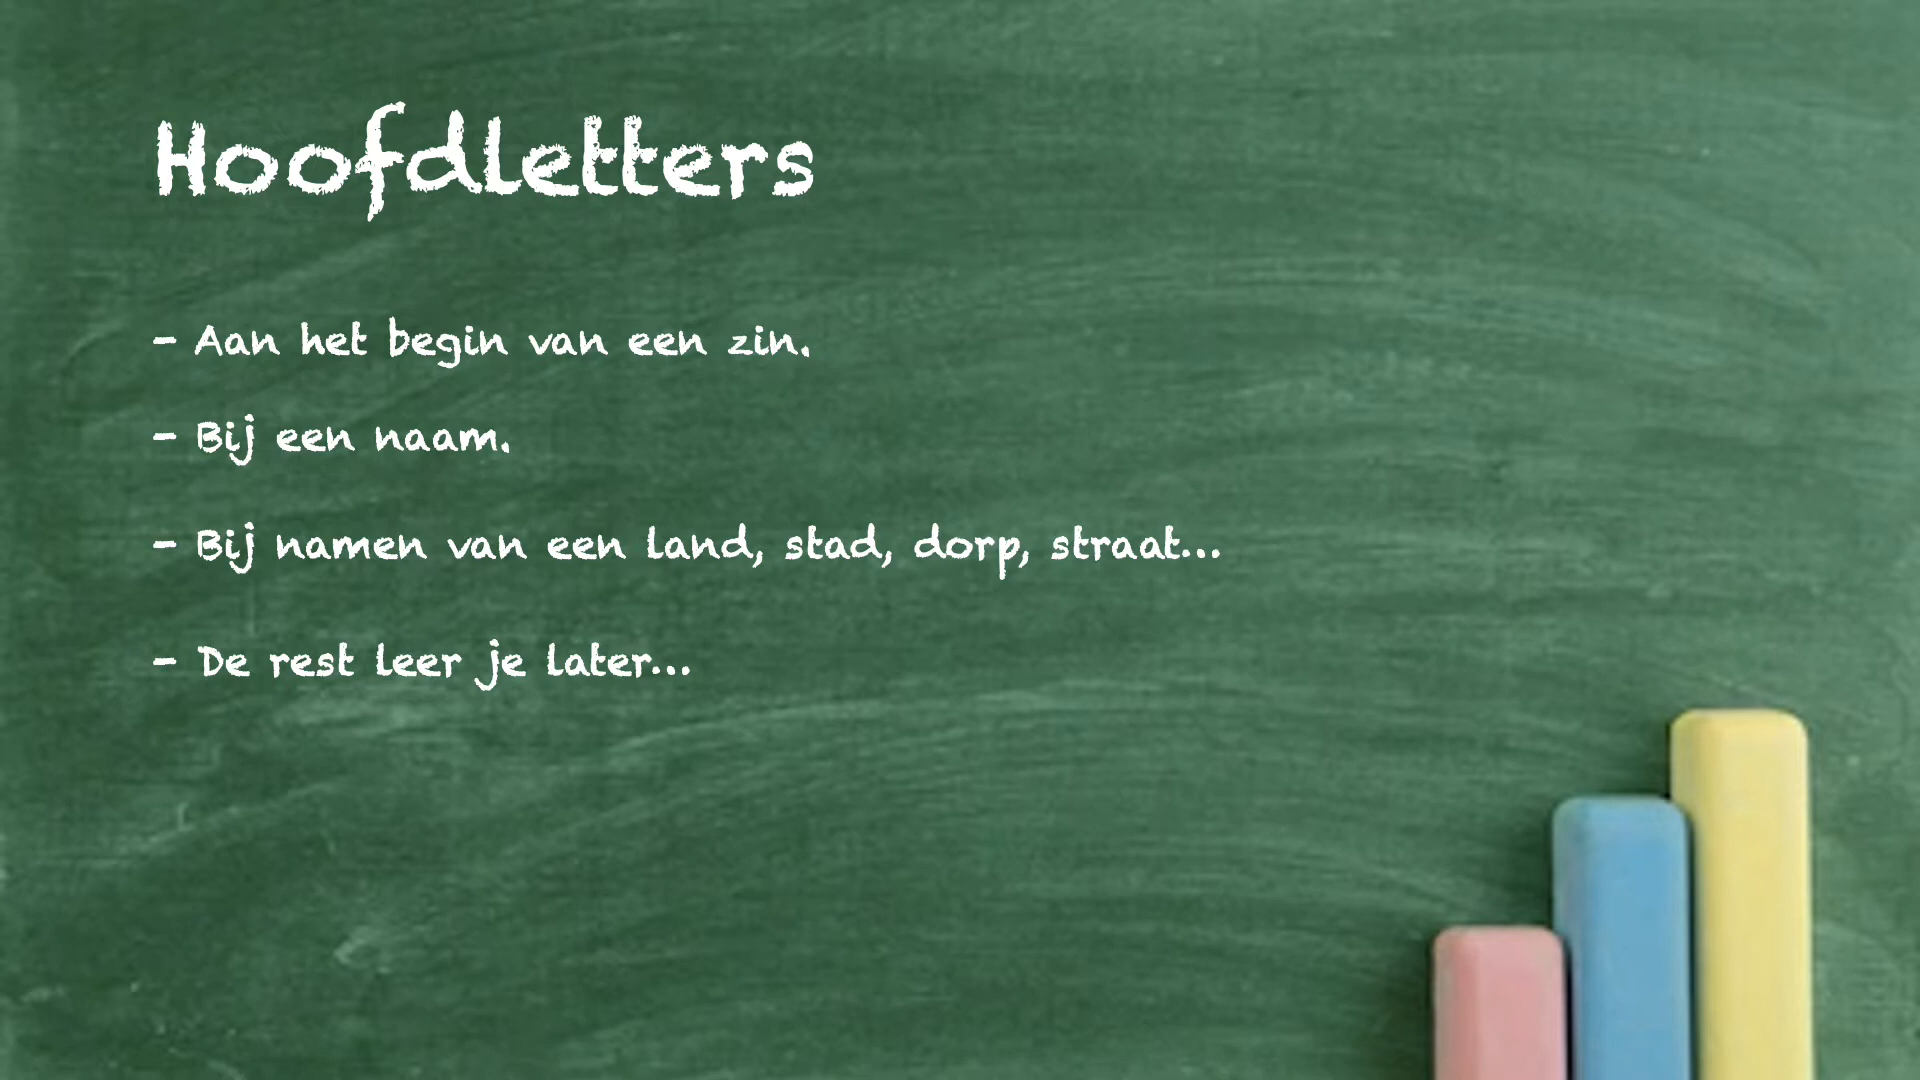 Hoofdletters
- Aan het begin van een zin.
- Bij een naam.
- Bij namen van een land, stad, dorp, straat...
- De rest leer je later...